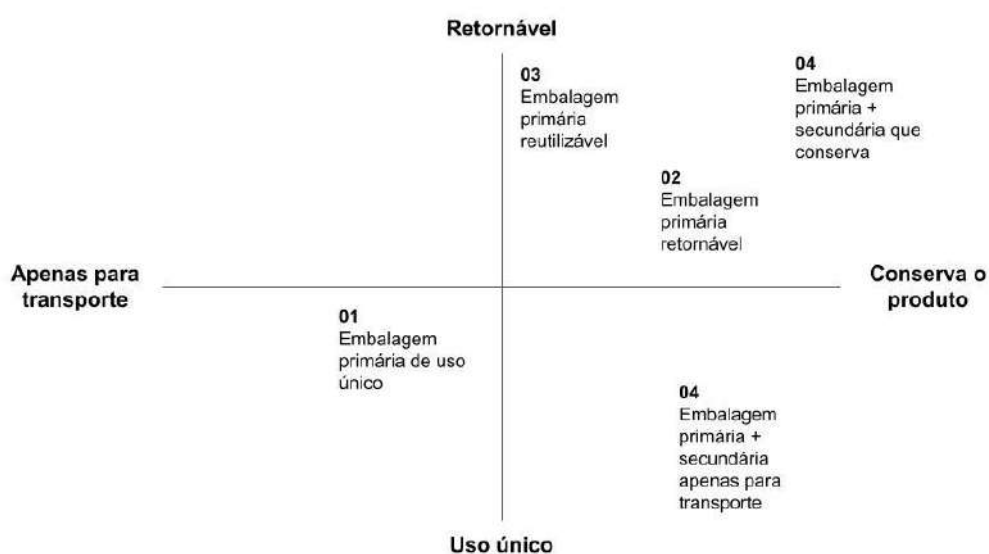 Retornável
03
Embalagem
primária
reutilizável
04
Embalagem
primária +
secundária que
conserva
02
Embalagem
primária
retornável
Apenas para
transporte
Conserva o
produto
01
Embalagem
primária de uso
único
04
Embalagem
primária +
secundária
apenas para
transporte
Uso único